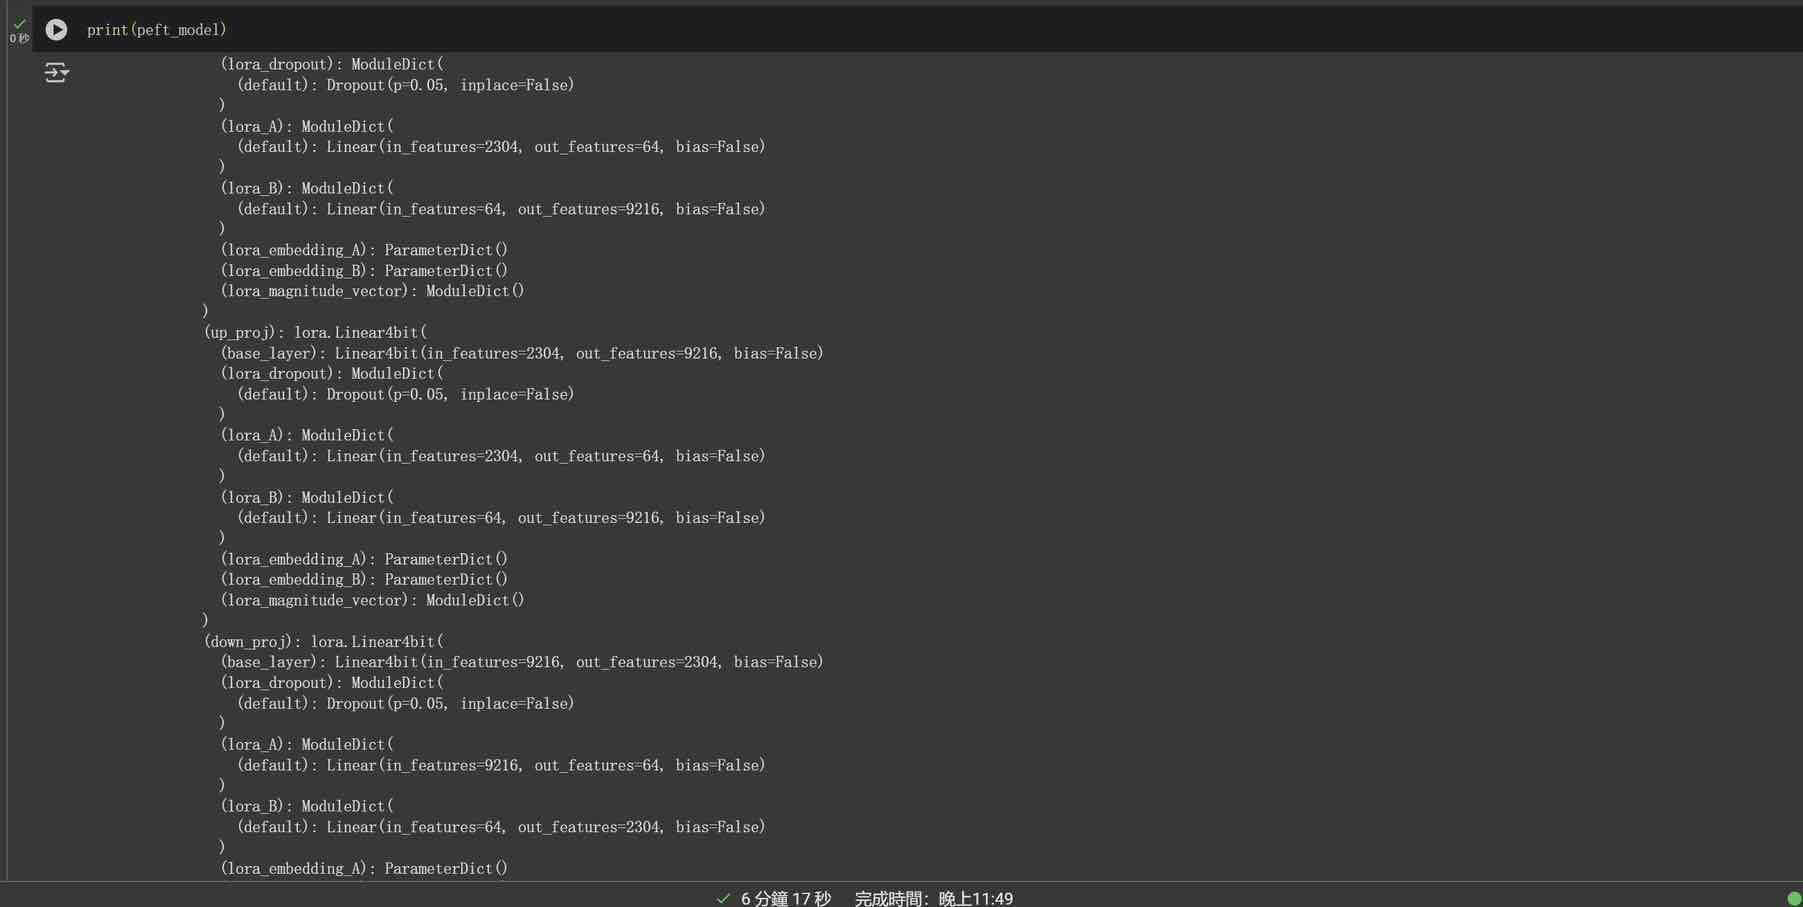 print(peft_model)
0 秒
(lora_dropout): ModuleDict(
(default): Dropout(p=0.05, inplace=False)
)
(lora_A): ModuleDict(
(default): Linear(in_features=2304, out_features=64, bias=False)
)
(lora_B): ModuleDict(
(default): Linear(in_features=64, out_features=9216, bias=False)
)
(lora_embedding_A): ParameterDict()
(lora_embedding_B): ParameterDict()
(lora_magnitude_vector): ModuleDict()
)
(up_proj): lora.Linear4bit(
(base_layer): Linear4bit(in_features=2304, out_features=9216, bias=False)
(lora_dropout): ModuleDict(
(default): Dropout(p=0.05, inplace=False)
)
(lora_A): ModuleDict(
(default): Linear(in_features=2304, out_features=64, bias=False)
)
(lora_B): ModuleDict(
(default): Linear(in_features=64, out_features=9216, bias=False)
)
(lora_embedding_A): ParameterDict()
(lora_embedding_B): ParameterDict()
(lora_magnitude_vector): ModuleDict()
)
(down_proj): lora.Linear4bit(
(base_layer): Linear4bit(in_features=9216, out_features=2304, bias=False)
(lora_dropout): ModuleDict(
(default): Dropout(p=0.05, inplace=False)
)
(lora_A): ModuleDict(
(default): Linear(in_features=9216, out_features=64, bias=False)
)
(lora_B): ModuleDict(
(default): Linear(in_features=64, out_features=2304, bias=False)
)
(lora_embedding_A): ParameterDict()
6 分鐘 17 秒 完成時間：晚上11:49